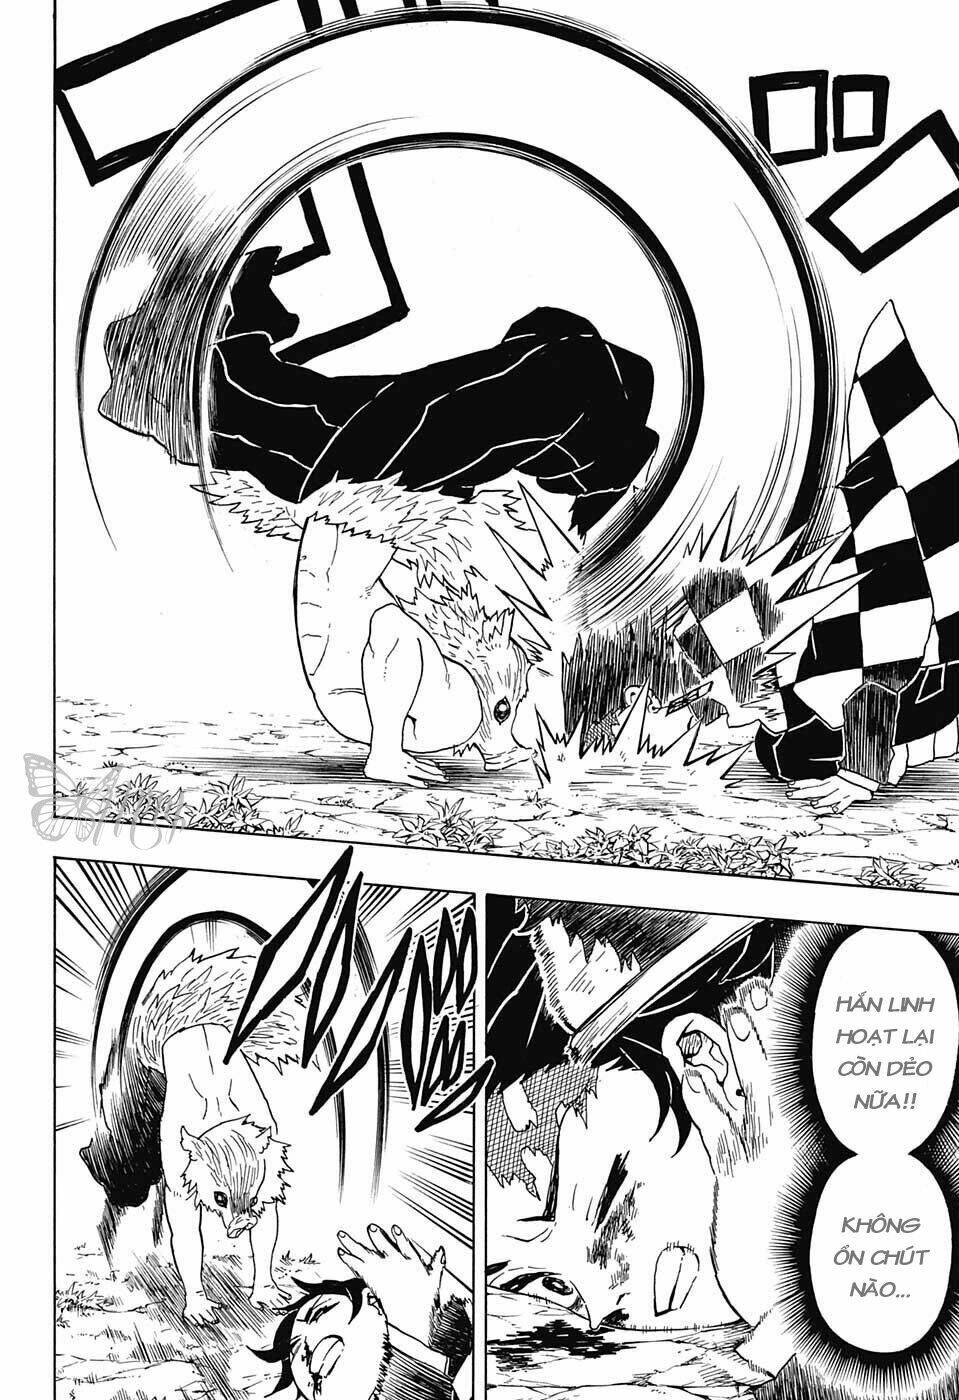 HẮN LINH
HOẠT LẠI
CÒN DẺO
NỮA!!
KHÔNG
ỔN CHÚT
NÀO...